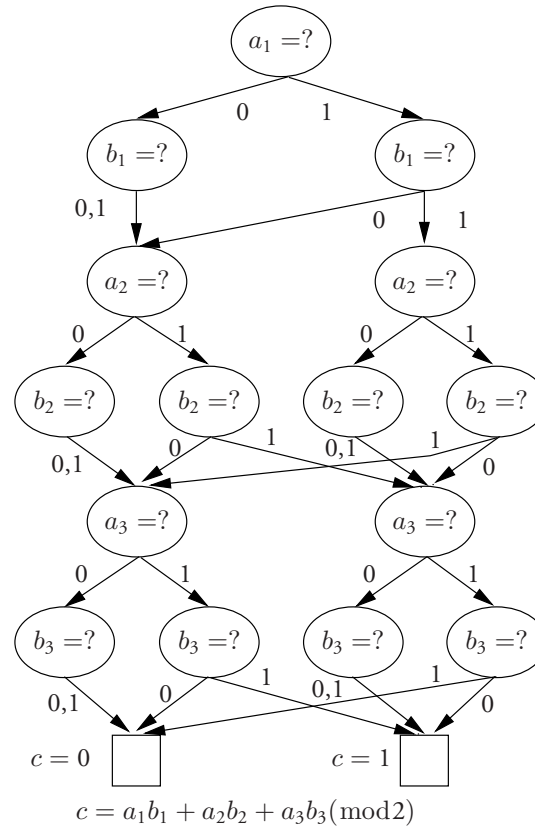 a₁ =?
0 1
b₁ =? b₁ =?
0,1 0 1
a₂ =? a₂ =?
0 1 0 1
b₂ =? b₂ =? b₂ =? b₂ =?
0,1 0 1 0,1 1 0
a₃ =? a₃ =?
0 1 0 1
b₃ =? b₃ =? b₃ =? b₃ =?
0,1 0 1 0,1 1 0
c = 0 c = 1
c = a₁b₁ + a₂b₂ + a₃b₃(mod2)